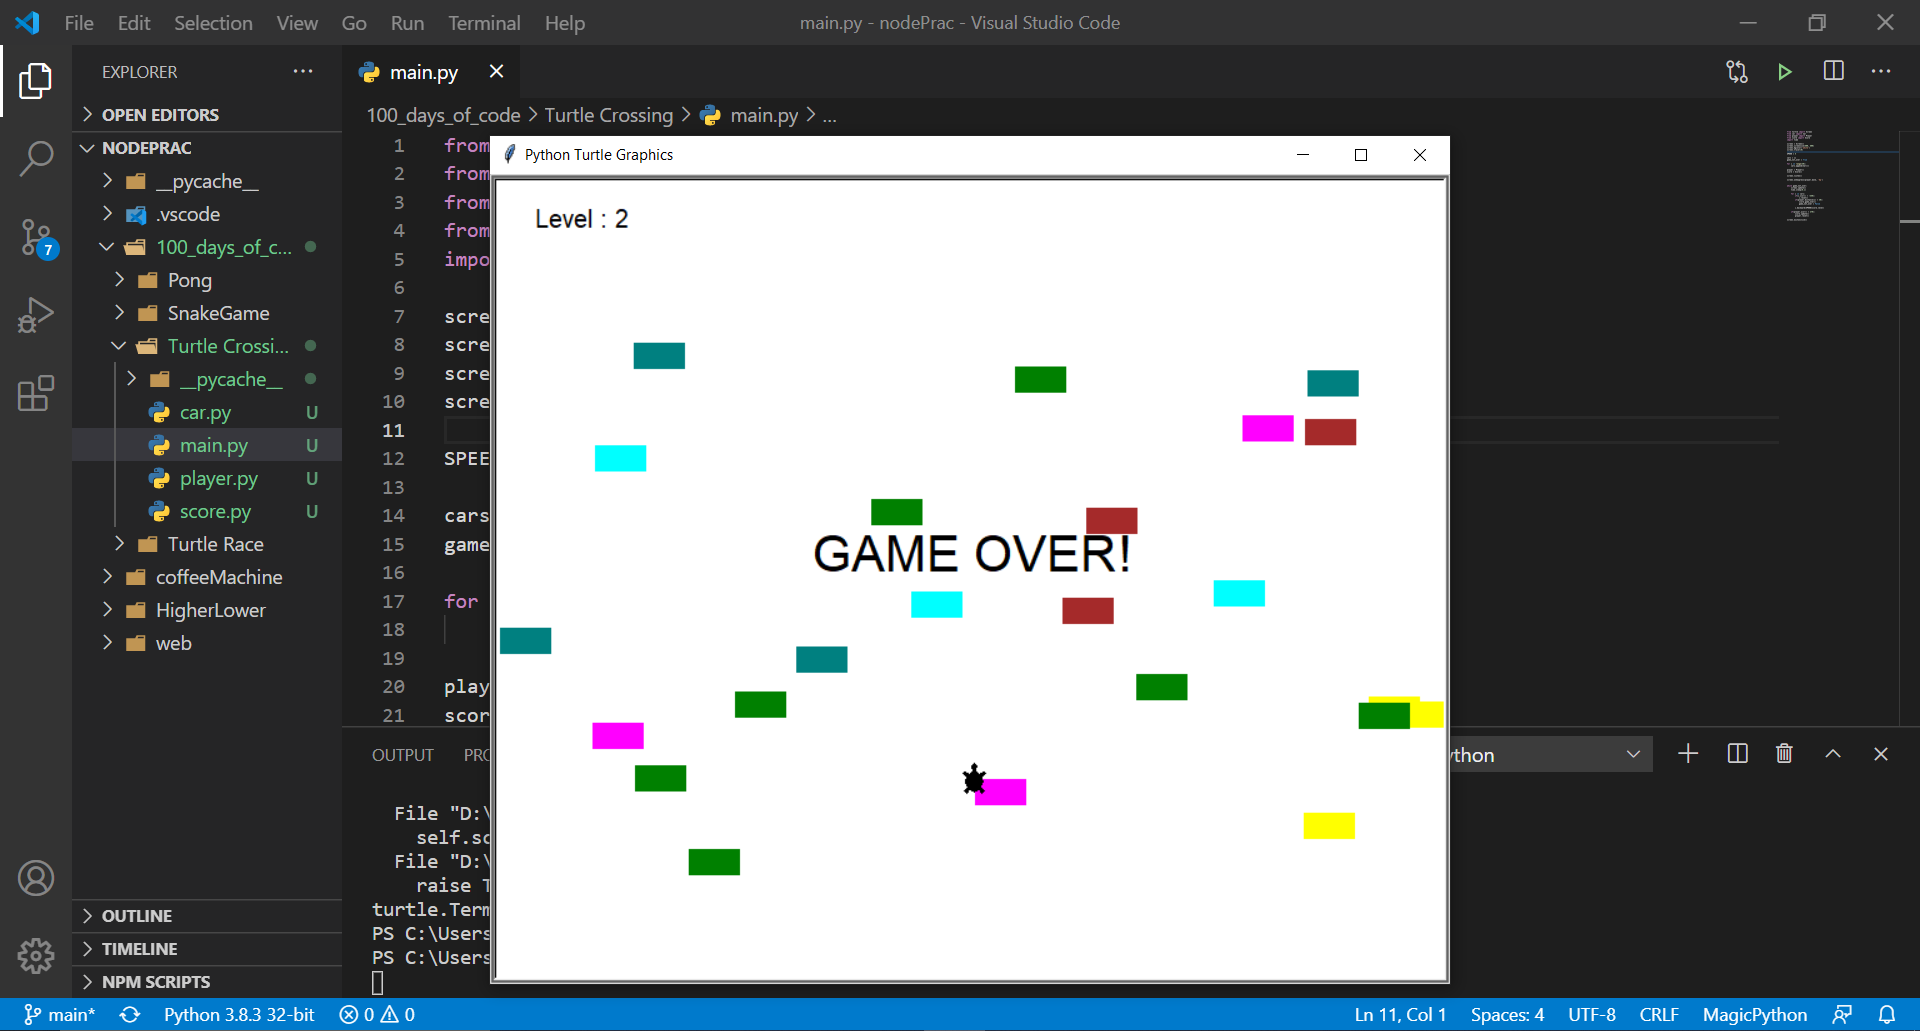 File Edit Selection View Go Run Terminal Help
main.py - nodePrac - Visual Studio Code
EXPLORER
OPEN EDITORS
NODEPRAC
__pycache__
.vscode
100_days_of_c...
Pong
SnakeGame
Turtle Crossi...
__pycache__
car.py U
main.py U
player.py U
score.py U
Turtle Race
coffeeMachine
HigherLower
web
OUTLINE
TIMELINE
NPM SCRIPTS
7
main.py
100_days_of_code > Turtle Crossing > main.py > ...
1 from
2 from
3 from
4 from
5 impo
6
7 scre
8 scre
9 scre
10 scre
11
12 SPEE
13
14 cars
15 game
16
17 for
18
19
20 play
21 scor
Python Turtle Graphics
Level : 2
GAME OVER!
OUTPUT PRO
ython
File "D:\
self.sc
File "D:\
raise T
turtle.Term
PS C:\Users
PS C:\Users
main* Python 3.8.3 32-bit 0 0
Ln 11, Col 1 Spaces: 4 UTF-8 CRLF MagicPython